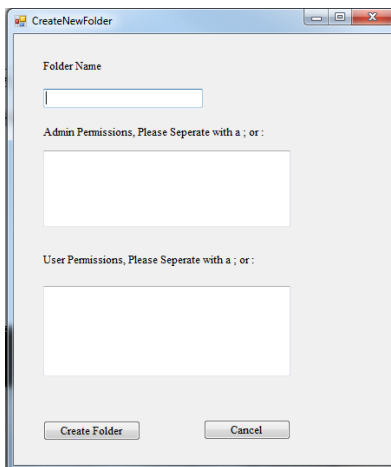 CreateNewFolder
Folder Name
Admin Permissions, Please Seperate with a ; or :
User Permissions, Please Seperate with a ; or :
Create Folder
Cancel